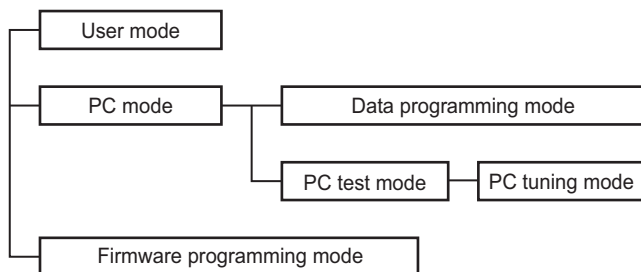 User mode
PC mode
Data programming mode
PC test mode
PC tuning mode
Firmware programming mode